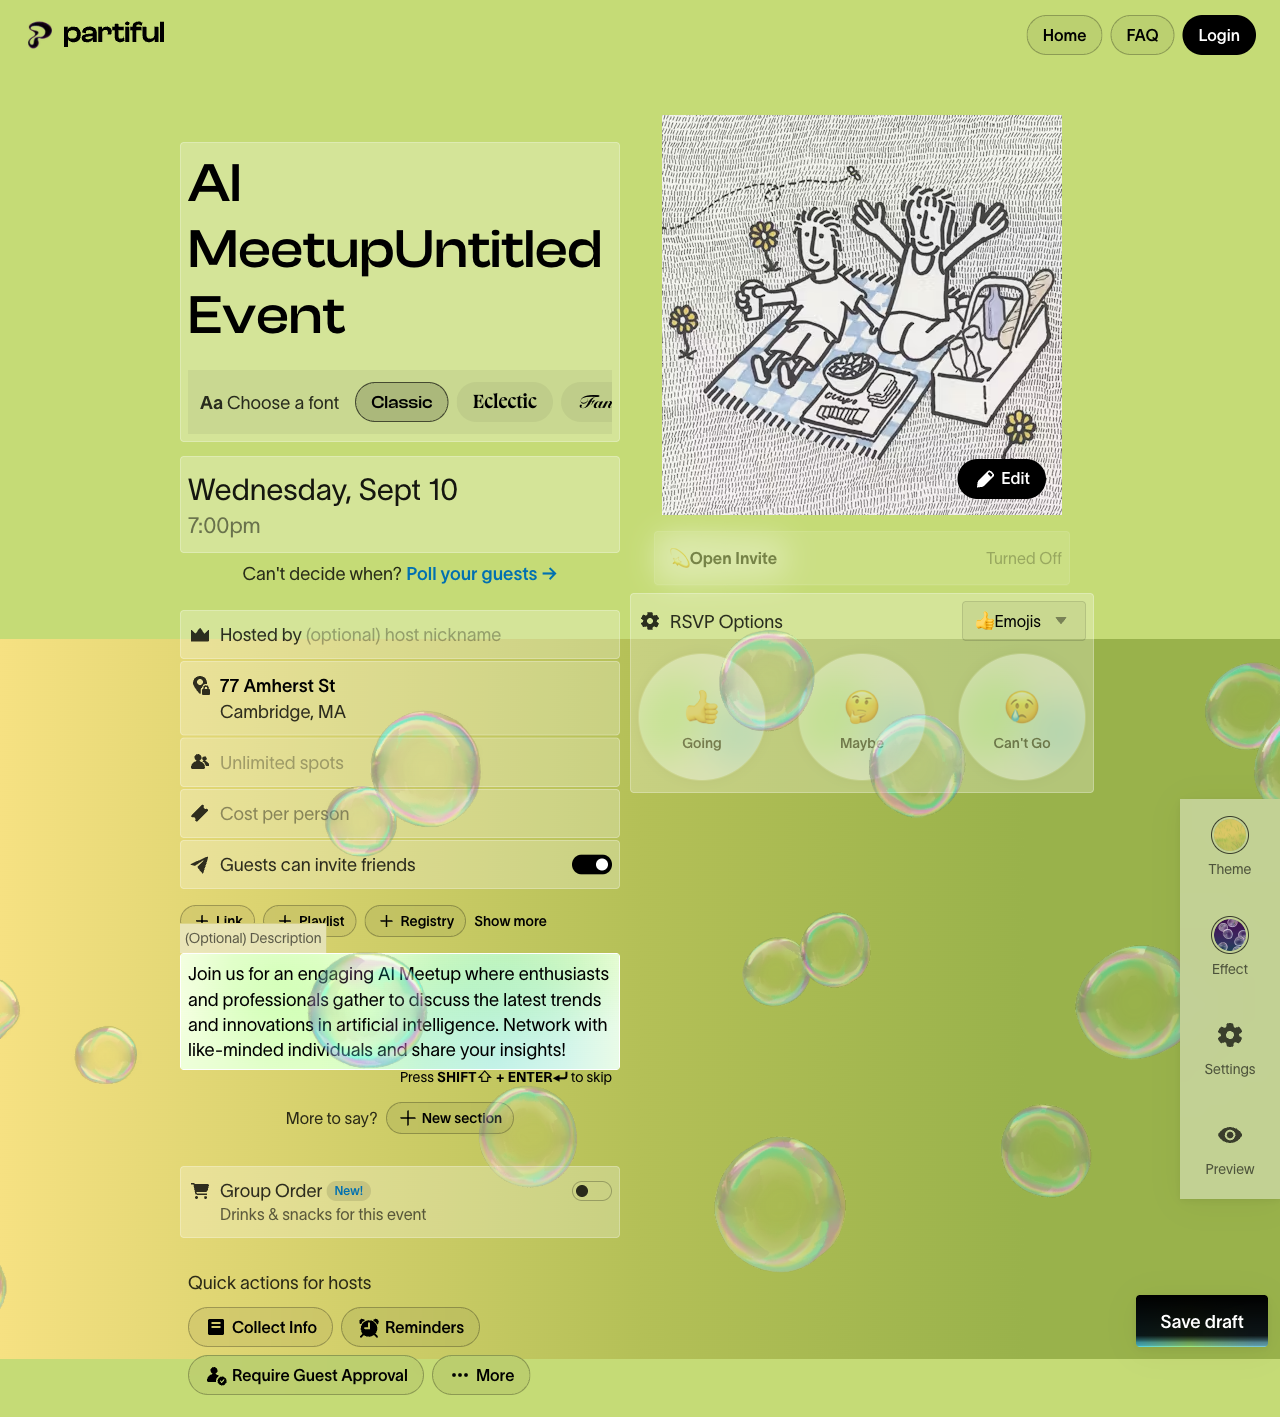 partiful
Home
FAQ
Login
AI
MeetupUntitled
Event
Aa Choose a font
Classic
Eclectic
Fan
Edit
Wednesday, Sept 10
7:00pm
Open Invite
Turned Off
Can't decide when? Poll your guests →
RSVP Options
👍Emojis
Hosted by (optional) host nickname
77 Amherst St
Cambridge, MA
Going
Maybe
Can't Go
Unlimited spots
Cost per person
Guests can invite friends
Theme
Link
Playlist
Registry
Show more
(Optional) Description
Effect
Join us for an engaging AI Meetup where enthusiasts
and professionals gather to discuss the latest trends
and innovations in artificial intelligence. Network with
like-minded individuals and share your insights!
Settings
Press SHIFT⇧ + ENTER↵ to skip
More to say?
+ New section
Preview
Group Order New!
Drinks & snacks for this event
Quick actions for hosts
Collect Info
Reminders
Save draft
Require Guest Approval
More